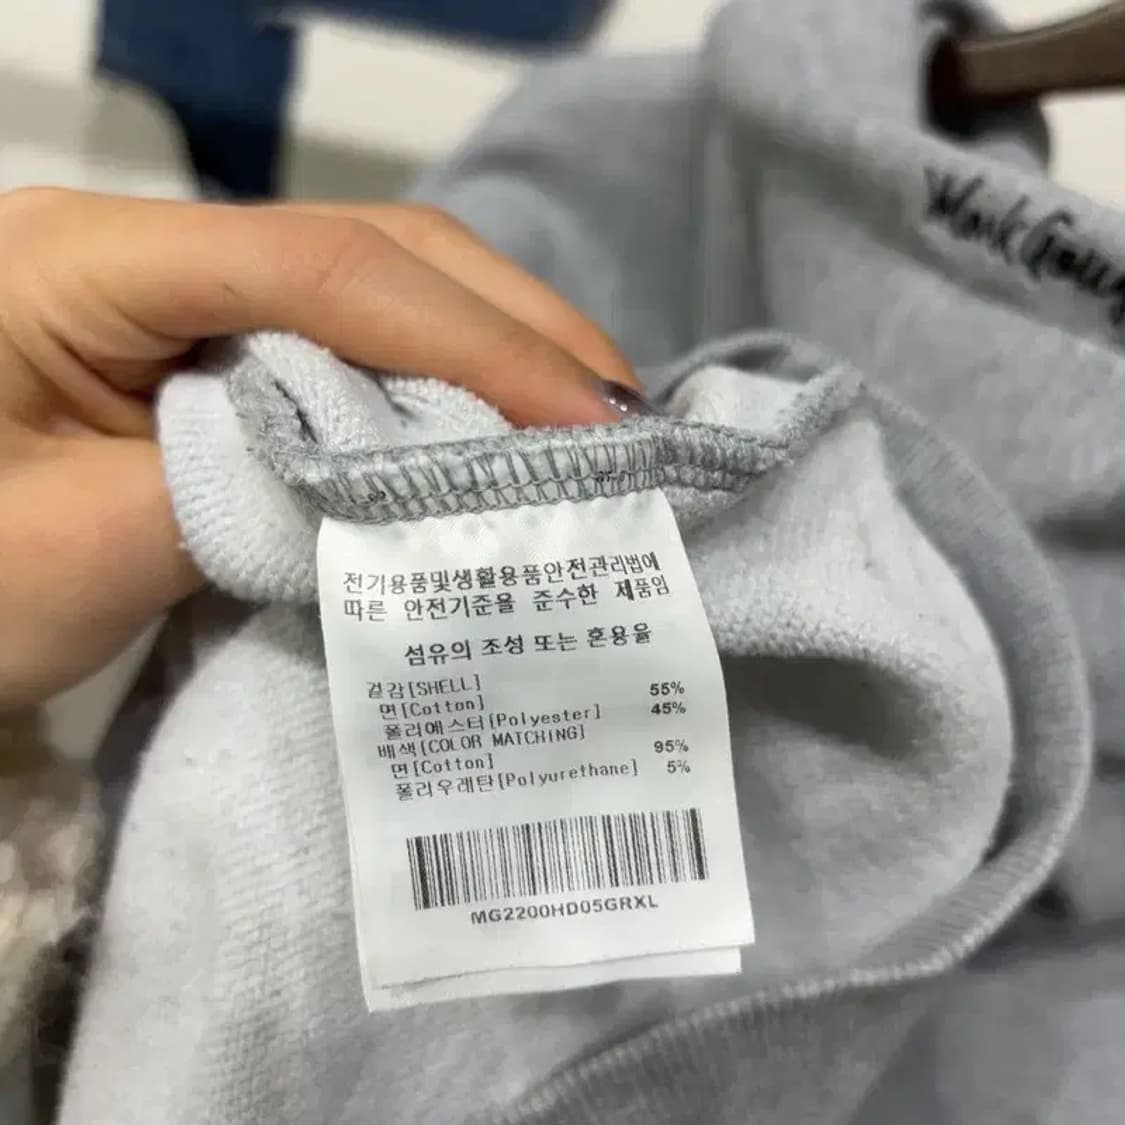 Mark Gonz
전기용품및생활용품안전관리법에
따른 안전기준을 준수한 제품임
섬유의 조성 또는 혼용율
겉감[SHELL]
면[Cotton] 55%
폴리에스터[Polyester] 45%
배색[COLOR MATCHING]
면[Cotton] 95%
폴리우레탄[Polyurethane] 5%
MG2200HD05GRXL